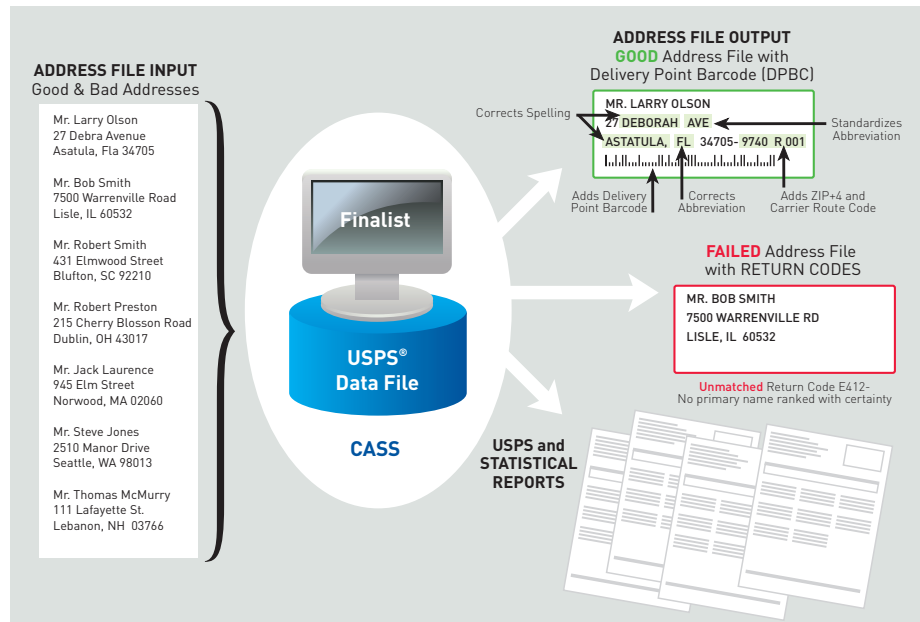 ADDRESS FILE INPUT
Good & Bad Addresses
Mr. Larry Olson
27 Debra Avenue
Asatula, Fla 34705
Mr. Bob Smith
7500 Warrenville Road
Lisle, IL 60532
Mr. Robert Smith
431 Elmwood Street
Blufton, SC 92210
Mr. Robert Preston
215 Cherry Blosson Road
Dublin, OH 43017
Mr. Jack Laurence
945 Elm Street
Norwood, MA 02060
Mr. Steve Jones
2510 Manor Drive
Seattle, WA 98013
Mr. Thomas McMurry
111 Lafayette St.
Lebanon, NH 03766
Finalist
USPS®
Data File
CASS
ADDRESS FILE OUTPUT
GOOD Address File with
Delivery Point Barcode (DPBC)
Corrects Spelling
MR. LARRY OLSON
27 DEBORAH AVE
ASTATULA, FL 34705- 9740 R 001
Standardizes
Abbreviation
Adds Delivery
Point Barcode
Corrects
Abbreviation
Adds ZIP+4 and
Carrier Route Code
FAILED Address File
with RETURN CODES
MR. BOB SMITH
7500 WARRENVILLE RD
LISLE, IL 60532
Unmatched Return Code E412-
No primary name ranked with certainty
USPS and
STATISTICAL
REPORTS